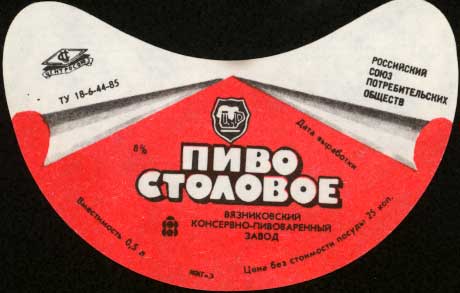 ЦЕНТРОСОЮЗ
ТУ 18-6-44-85
РОССИЙСКИЙ
СОЮЗ
ПОТРЕБИТЕЛЬСКИХ
ОБЩЕСТВ
8%
Дата выработки
ПИВО
СТОЛОВОЕ
ВЯЗНИКОВСКИЙ
КОНСЕРВНО-ПИВОВАРЕННЫЙ
ЗАВОД
Вместимость 0,5 л
Цена без стоимости посуды 25 коп.